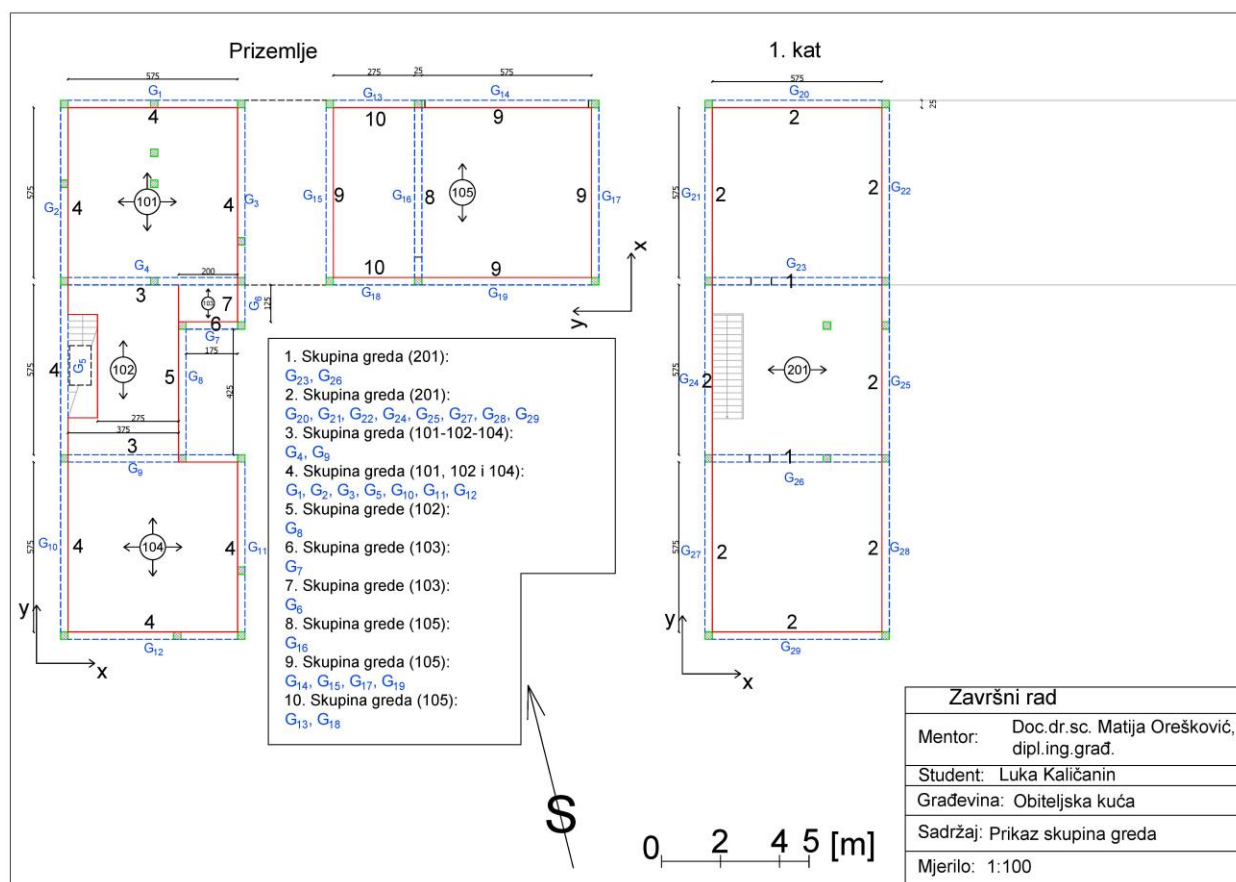 Prizemlje
1. kat
575
275
25
575
575
G1
G13
G14
G20
4
10
9
2
25
575
101
G2
4
4
G3
G15
9
G16
8
105
9
G17
575
G21
2
2
G22
G4
200
10
9
G18
G19
x
y
G23
1
3
103
7
G6
125
6
G7
175
575
4
G5
102
5
G8
425
275
375
3
G9
575
G24
2
201
2
G25
1
G26
575
G10
4
104
4
G11
4
G12
y
x
575
G27
2
2
G28
2
G29
y
x
1. Skupina greda (201):
G23, G26
2. Skupina greda (201):
G20, G21, G22, G24, G25, G27, G28, G29
3. Skupina greda (101-102-104):
G4, G9
4. Skupina greda (101, 102 i 104):
G1, G2, G3, G5, G10, G11, G12
5. Skupina grede (102):
G8
6. Skupina grede (103):
G7
7. Skupina grede (103):
G6
8. Skupina grede (105):
G16
9. Skupina greda (105):
G14, G15, G17, G19
10. Skupina greda (105):
G13, G18
S
0 2 4 5 [m]
Završni rad
Mentor: Doc.dr.sc. Matija Orešković,
dipl.ing.građ.
Student: Luka Kaličanin
Građevina: Obiteljska kuća
Sadržaj: Prikaz skupina greda
Mjerilo: 1:100